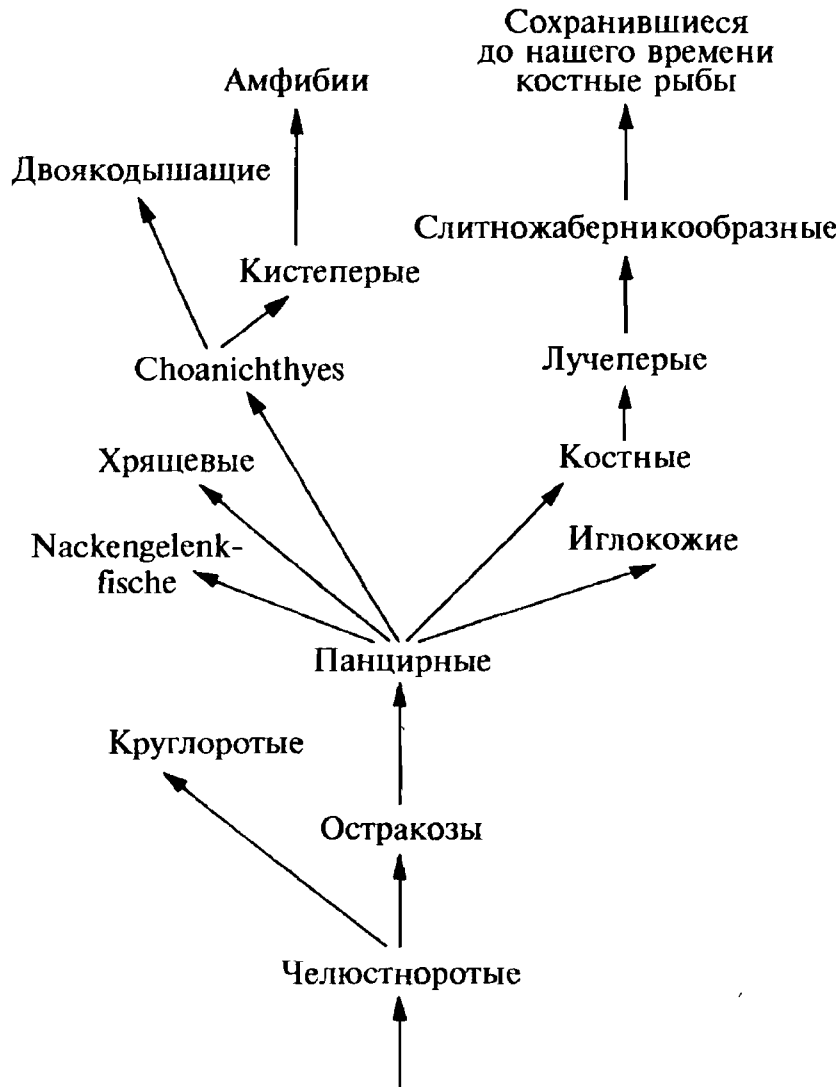 Сохранившиеся
до нашего времени
костные рыбы
Амфибии
Двоякодышащие
Слитножаберникообразные
Кистеперые
Choanichthyes
Лучеперые
Хрящевые
Костные
Nackengelenk-
fische
Иглокожие
Панцирные
Круглоротые
Остракозы
Челюстноротые